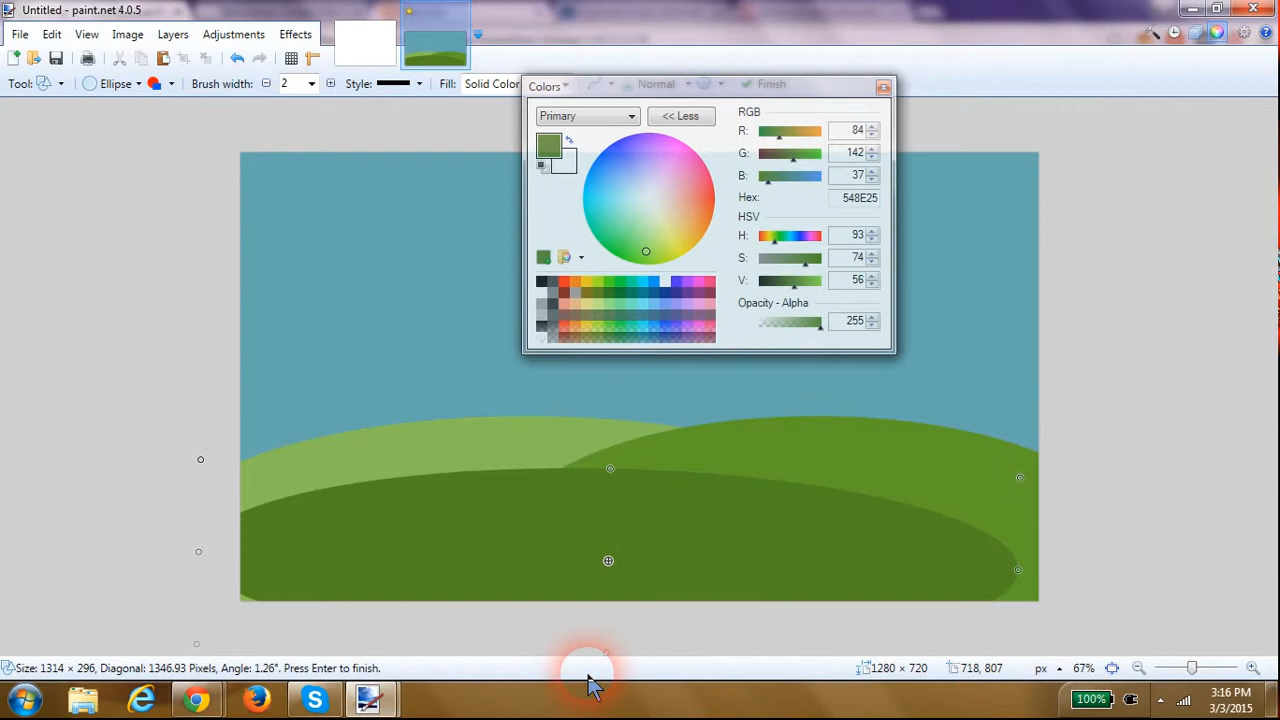 Untitled - paint.net 4.0.5
File Edit View Image Layers Adjustments Effects
Tool: Ellipse Brush width: 2 Style: Fill: Solid Color Normal Finish
Colors
Primary << Less
RGB
R: 84
G: 142
B: 37
Hex: 548E25
HSV
H: 93
S: 74
V: 56
Opacity - Alpha
255
Size: 1314 × 296, Diagonal: 1346.93 Pixels, Angle: 1.26°. Press Enter to finish. 1280 × 720 718, 807 px 67%
100% 3:16 PM
3/3/2015